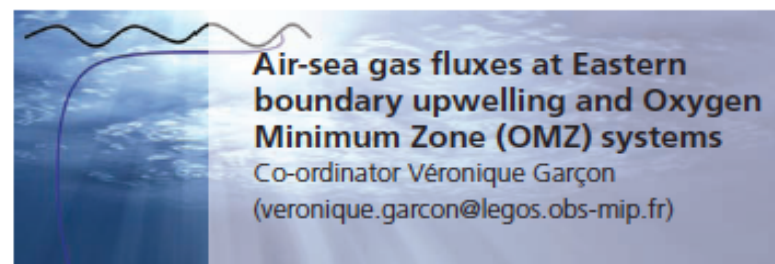 Air-sea gas fluxes at Eastern
boundary upwelling and Oxygen
Minimum Zone (OMZ) systems
Co-ordinator Véronique Garçon
(veronique.garcon@legos.obs-mip.fr)